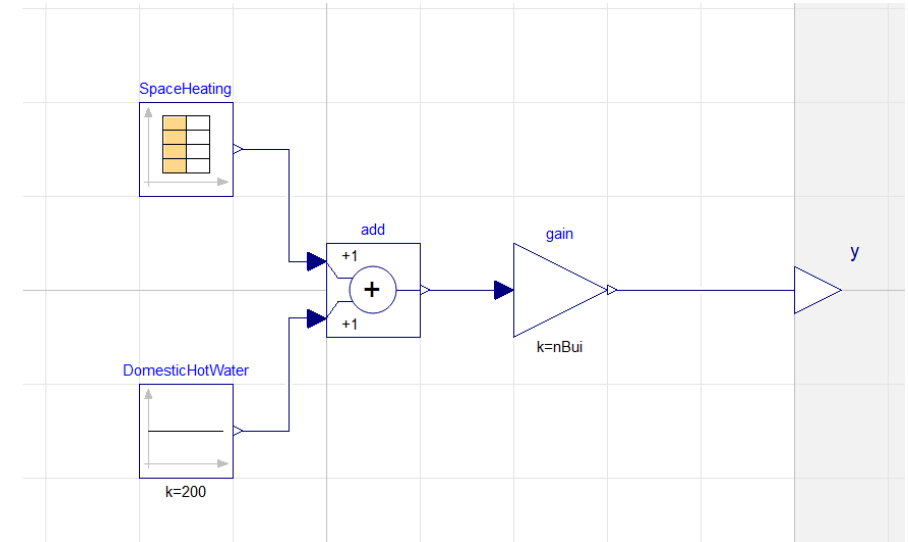 SpaceHeating
add
+1
+
+1
gain
k=nBui
y
DomesticHotWater
k=200